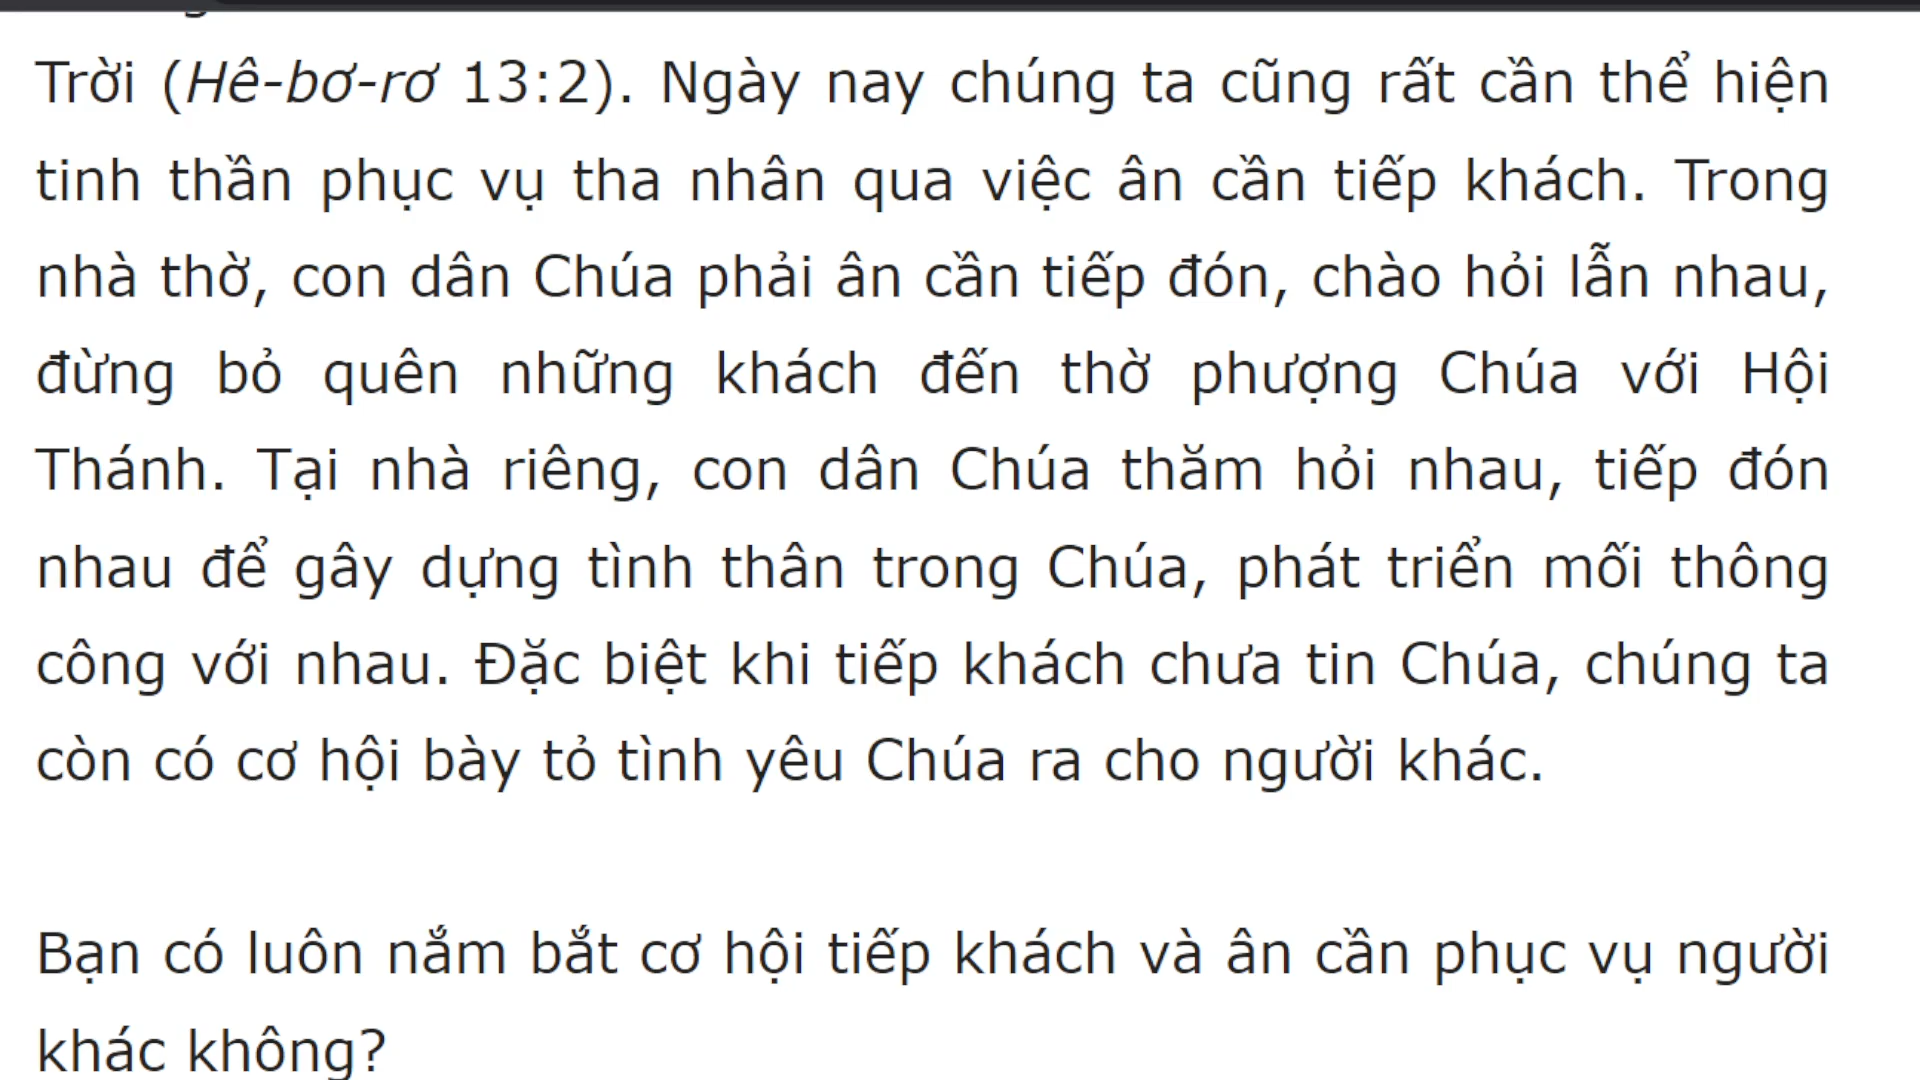 Trời (Hê-bơ-rơ 13:2). Ngày nay chúng ta cũng rất cần thể hiện
tinh thần phục vụ tha nhân qua việc ân cần tiếp khách. Trong
nhà thờ, con dân Chúa phải ân cần tiếp đón, chào hỏi lẫn nhau,
đừng bỏ quên những khách đến thờ phượng Chúa với Hội
Thánh. Tại nhà riêng, con dân Chúa thăm hỏi nhau, tiếp đón
nhau để gây dựng tình thân trong Chúa, phát triển mối thông
công với nhau. Đặc biệt khi tiếp khách chưa tin Chúa, chúng ta
còn có cơ hội bày tỏ tình yêu Chúa ra cho người khác.
Bạn có luôn nắm bắt cơ hội tiếp khách và ân cần phục vụ người
khác không?